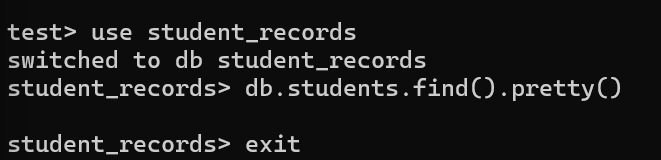 test> use student_records
switched to db student_records
student_records> db.students.find().pretty()
student_records> exit